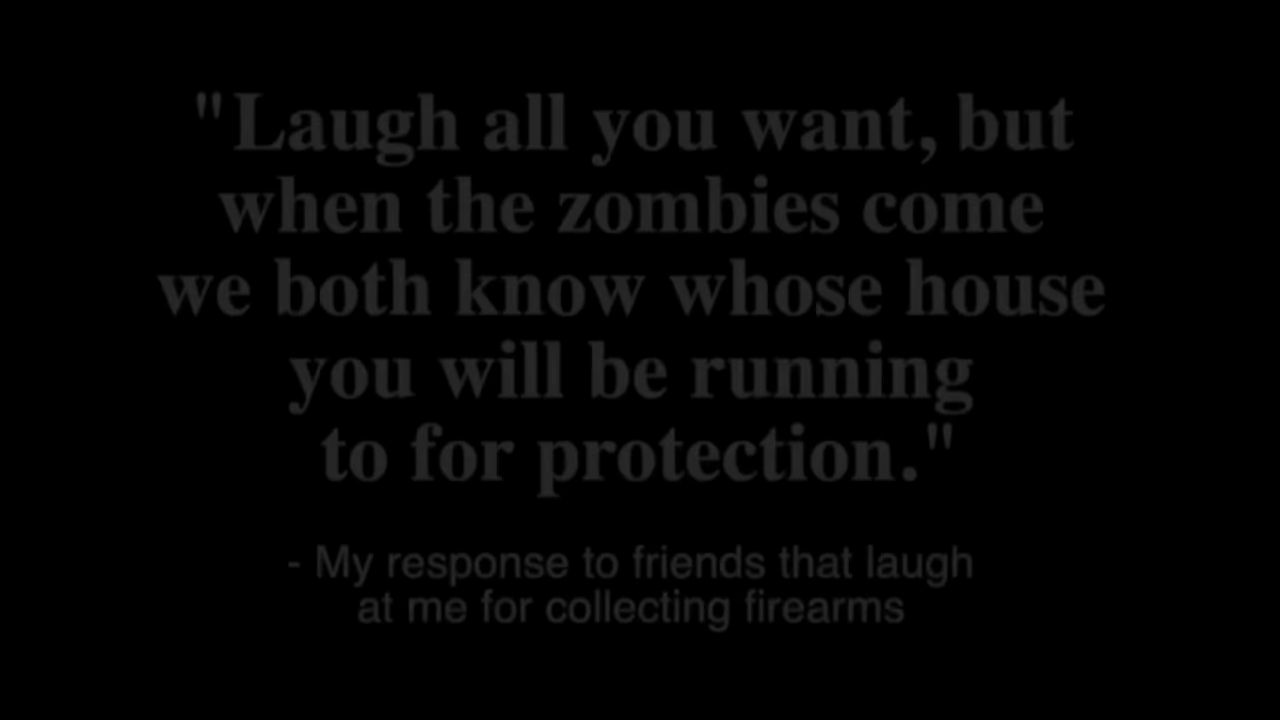 "Laugh all you want, but
when the zombies come
we both know whose house
you will be running
to for protection."
- My response to friends that laugh
at me for collecting firearms